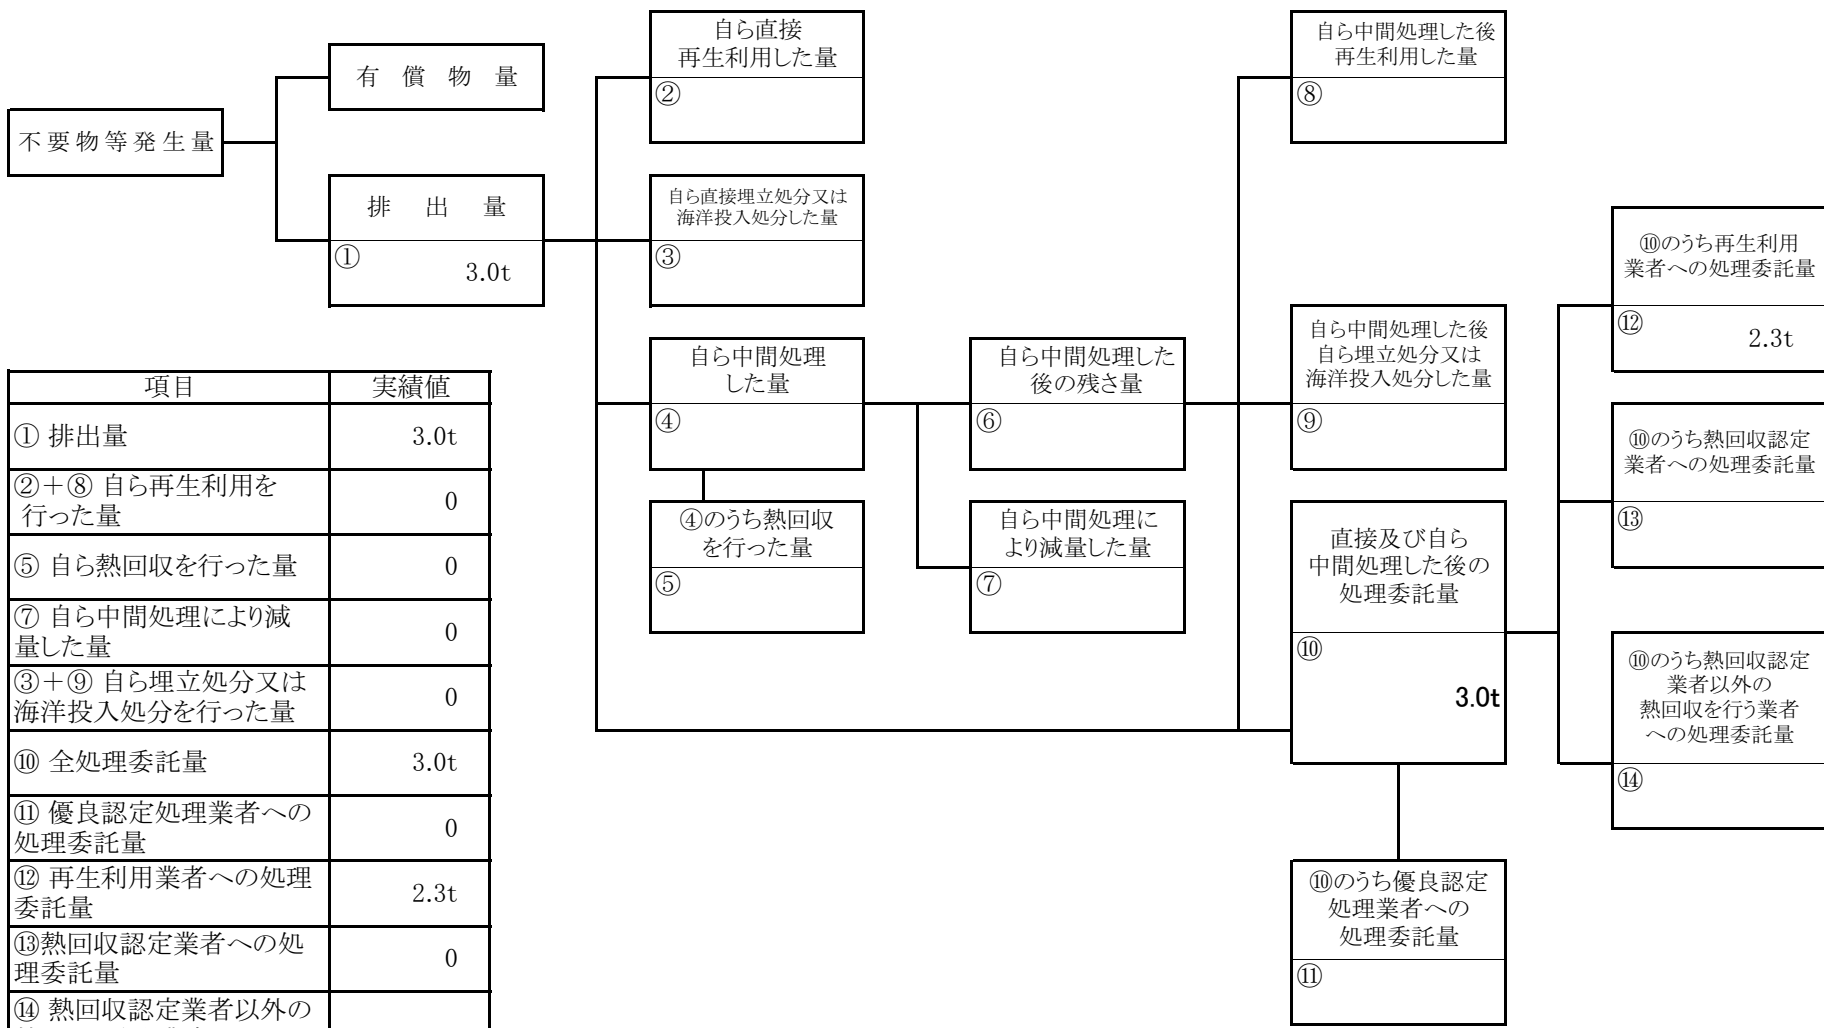 不要物等発生量
有償物量
排出量
①
3.0t
自ら直接
再生利用した量
②
自ら直接埋立処分又は
海洋投入処分した量
③
自ら中間処理
した量
④
④のうち熱回収
を行った量
⑤
自ら中間処理した
後の残さ量
⑥
自ら中間処理に
より減量した量
⑦
自ら中間処理した後
再生利用した量
⑧
自ら中間処理した後
自ら埋立処分又は
海洋投入処分した量
⑨
直接及び自ら
中間処理した後の
処理委託量
⑩
3.0t
⑩のうち優良認定
処理業者への
処理委託量
⑪
⑩のうち再生利用
業者への処理委託量
⑫
2.3t
⑩のうち熱回収認定
業者への処理委託量
⑬
⑩のうち熱回収認定
業者以外の
熱回収を行う業者
への処理委託量
⑭
項目 実績値
① 排出量 3.0t
②＋⑧ 自ら再生利用を
行った量 0
⑤ 自ら熱回収を行った量 0
⑦ 自ら中間処理により減
量した量 0
③＋⑨ 自ら埋立処分又は
海洋投入処分を行った量 0
⑩ 全処理委託量 3.0t
⑪ 優良認定処理業者への
処理委託量 0
⑫ 再生利用業者への処理
委託量 2.3t
⑬熱回収認定業者への処
理委託量 0
⑭ 熱回収認定業者以外の